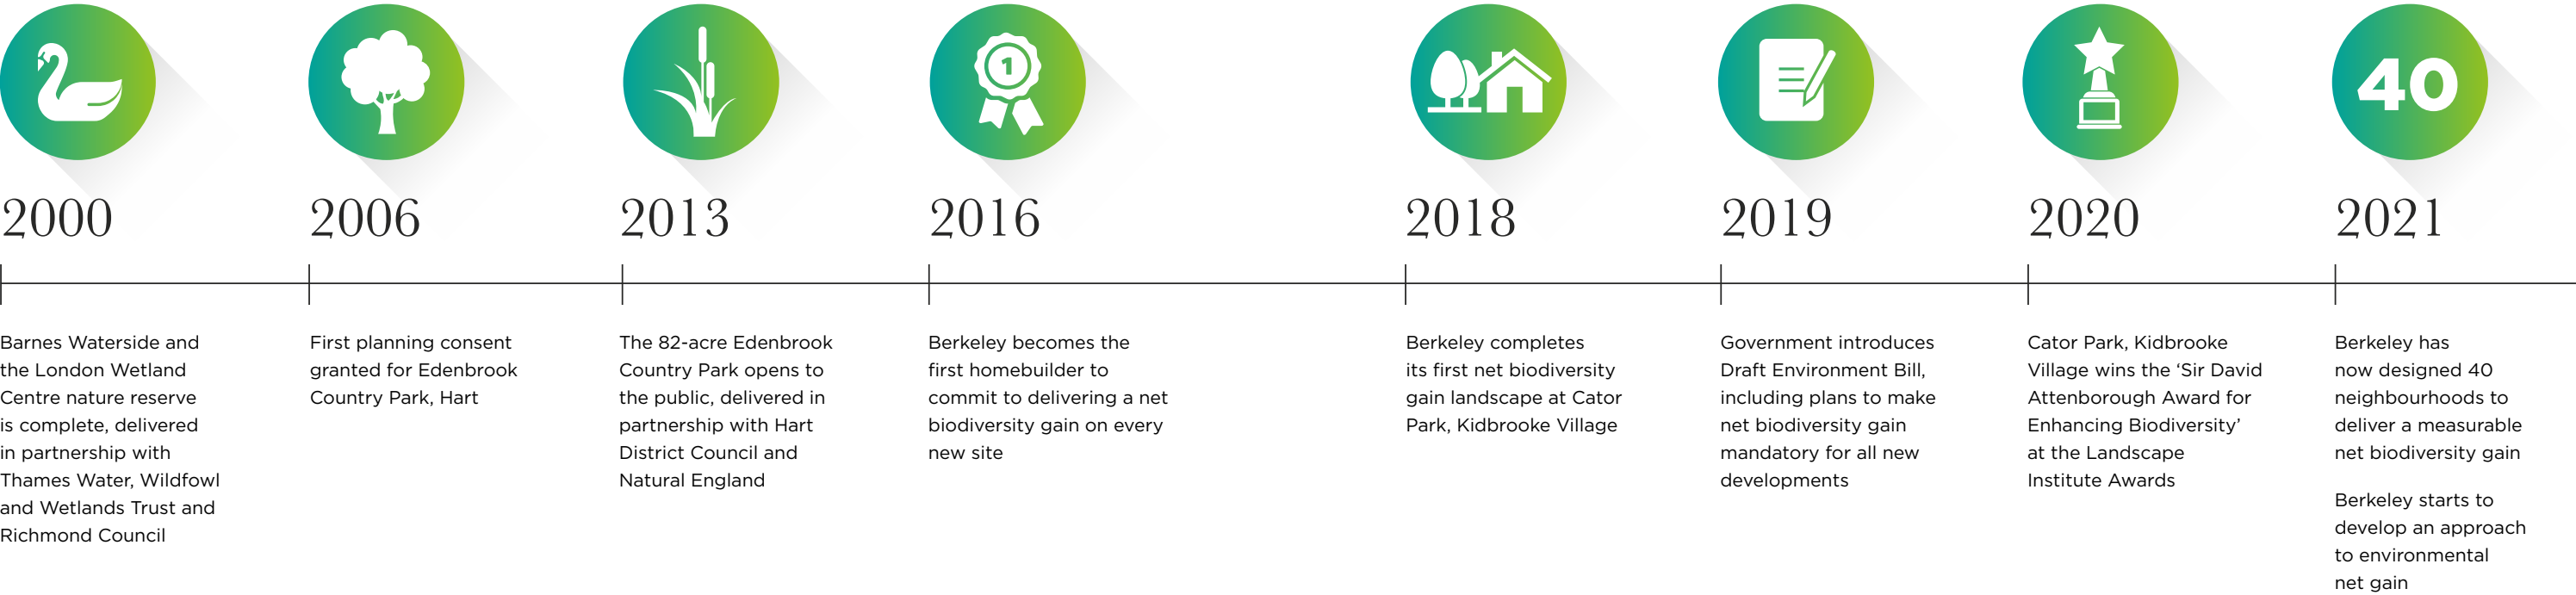 1
40
2000
2006
2013
2016
2018
2019
2020
2021
Barnes Waterside and
the London Wetland
Centre nature reserve
is complete, delivered
in partnership with
Thames Water, Wildfowl
and Wetlands Trust and
Richmond Council
First planning consent
granted for Edenbrook
Country Park, Hart
The 82-acre Edenbrook
Country Park opens to
the public, delivered in
partnership with Hart
District Council and
Natural England
Berkeley becomes the
first homebuilder to
commit to delivering a net
biodiversity gain on every
new site
Berkeley completes
its first net biodiversity
gain landscape at Cator
Park, Kidbrooke Village
Government introduces
Draft Environment Bill,
including plans to make
net biodiversity gain
mandatory for all new
developments
Cator Park, Kidbrooke
Village wins the ‘Sir David
Attenborough Award for
Enhancing Biodiversity’
at the Landscape
Institute Awards
Berkeley has
now designed 40
neighbourhoods to
deliver a measurable
net biodiversity gain
Berkeley starts to
develop an approach
to environmental
net gain